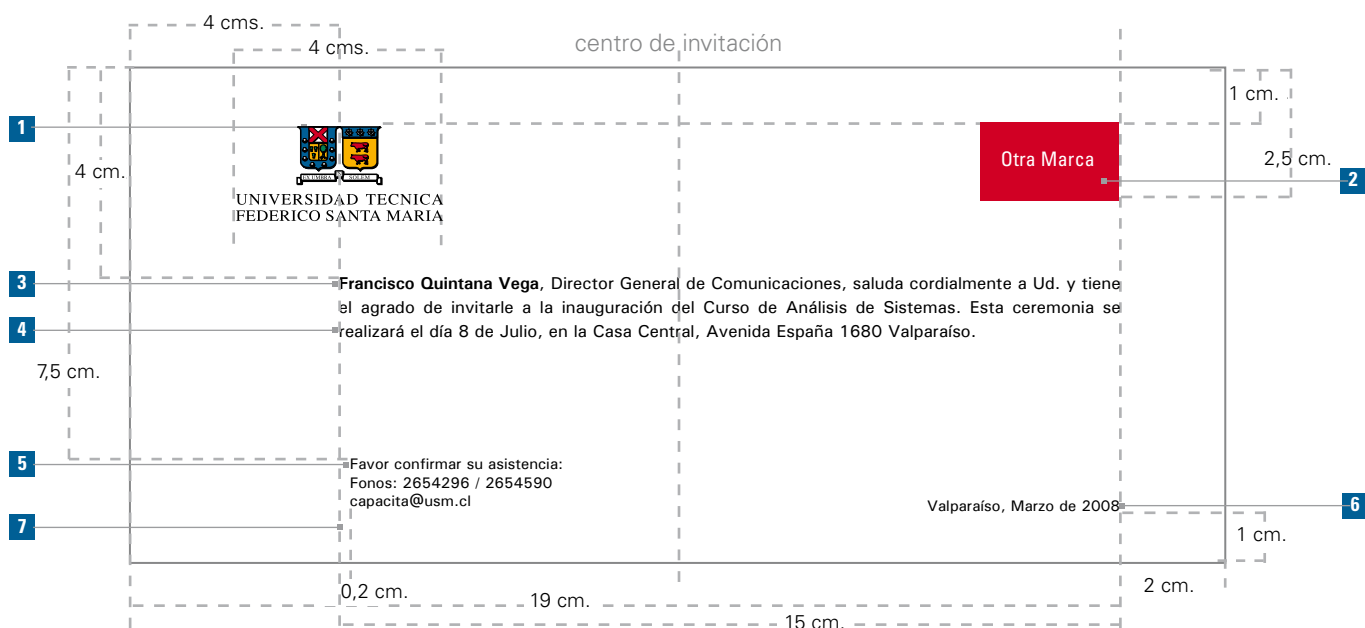 4 cms.
4 cms.
centro de invitación
1 cm.
1
4 cm.
Otra Marca
2,5 cm.
2
EX UMBRA SOLEM
UNIVERSIDAD TECNICA
FEDERICO SANTA MARIA
3
Francisco Quintana Vega, Director General de Comunicaciones, saluda cordialmente a Ud. y tiene
el agrado de invitarle a la inauguración del Curso de Análisis de Sistemas. Esta ceremonia se
4
realizará el día 8 de Julio, en la Casa Central, Avenida España 1680 Valparaíso.
7,5 cm.
5
Favor confirmar su asistencia:
Fonos: 2654296 / 2654590
capacita@usm.cl
Valparaíso, Marzo de 2008
6
7
1 cm.
0,2 cm.
19 cm.
2 cm.
15 cm.